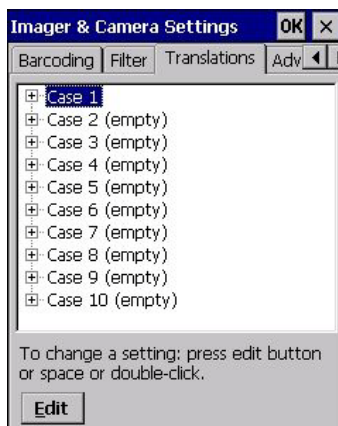 Imager & Camera Settings OK
Barcoding Filter Translations Adv
Case 1
Case 2 (empty)
Case 3 (empty)
Case 4 (empty)
Case 5 (empty)
Case 6 (empty)
Case 7 (empty)
Case 8 (empty)
Case 9 (empty)
Case 10 (empty)
To change a setting: press edit button
or space or double-click.
Edit